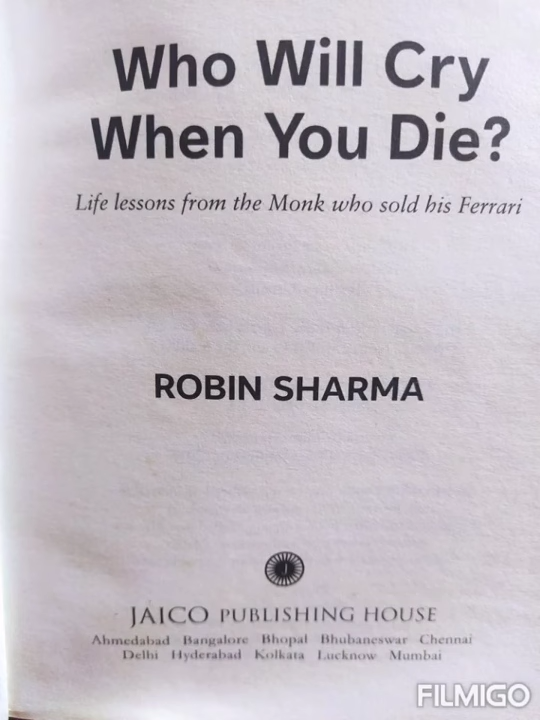 Who Will Cry
When You Die?
Life lessons from the Monk who sold his Ferrari
ROBIN SHARMA
J
JAICO PUBLISHING HOUSE
Ahmedabad Bangalore Bhopal Bhubaneswar Chennai
Delhi Hyderabad Kolkata Lucknow Mumbai
FILMIGO